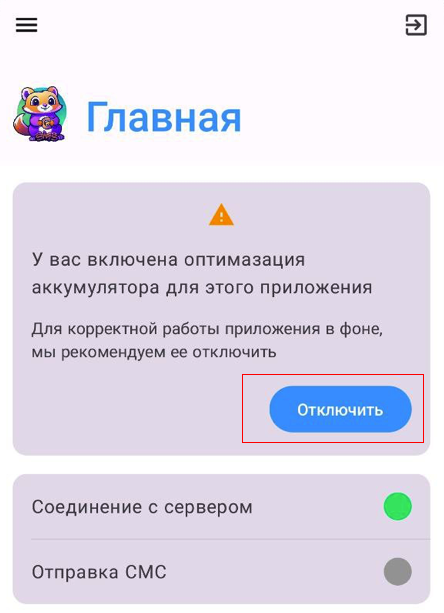 Главная
У вас включена оптимазация
аккумулятора для этого приложения
Для корректной работы приложения в фоне,
мы рекомендуем ее отключить
Отключить
Соединение с сервером
Отправка СМС